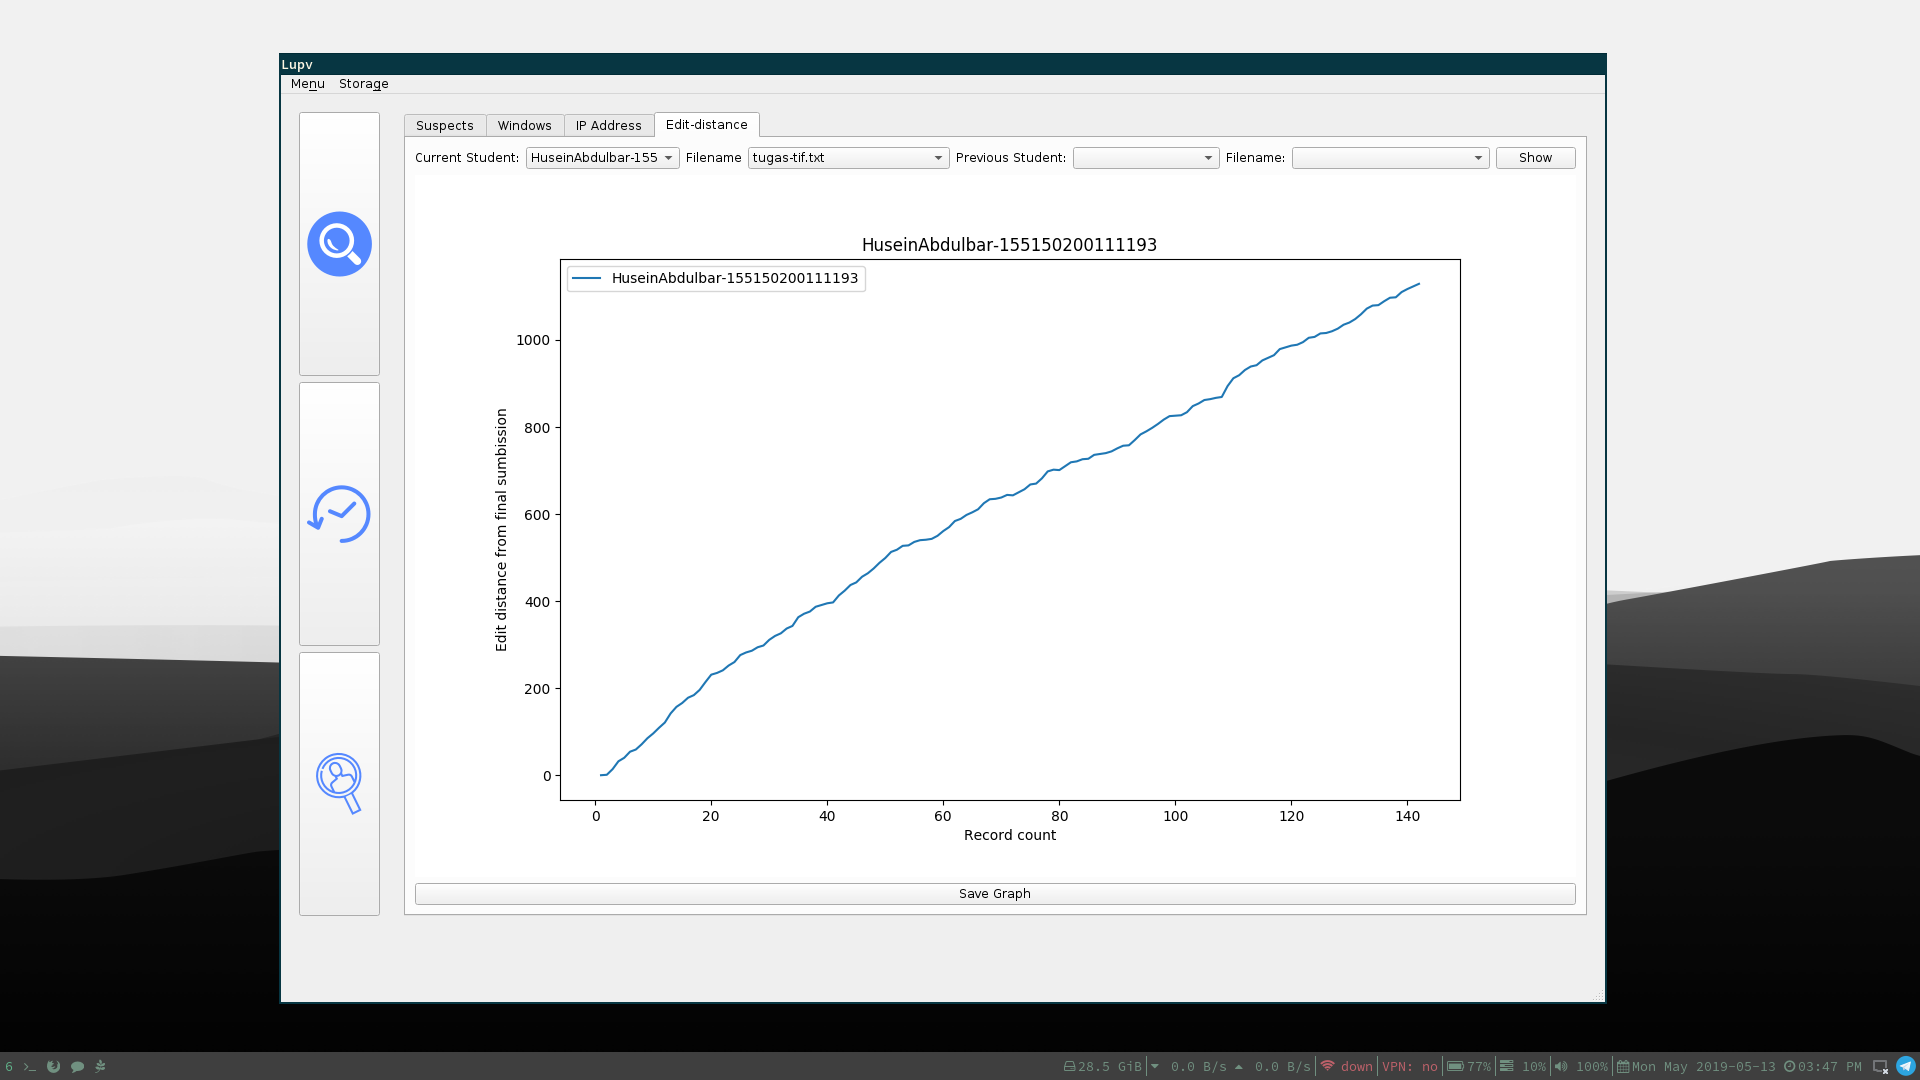 Lupv
Menu Storage
Suspects Windows IP Address Edit-distance
Current Student: HuseinAbdulbar-155 Filename tugas-tif.txt Previous Student: Filename: Show
HuseinAbdulbar-155150200111193
HuseinAbdulbar-155150200111193
Edit distance from final sumbission
1000
800
600
400
200
0
0 20 40 60 80 100 120 140
Record count
Save Graph
6 28.5 GiB 0.0 B/s 0.0 B/s down VPN: no 77% 10% 100% Mon May 2019-05-13 03:47 PM